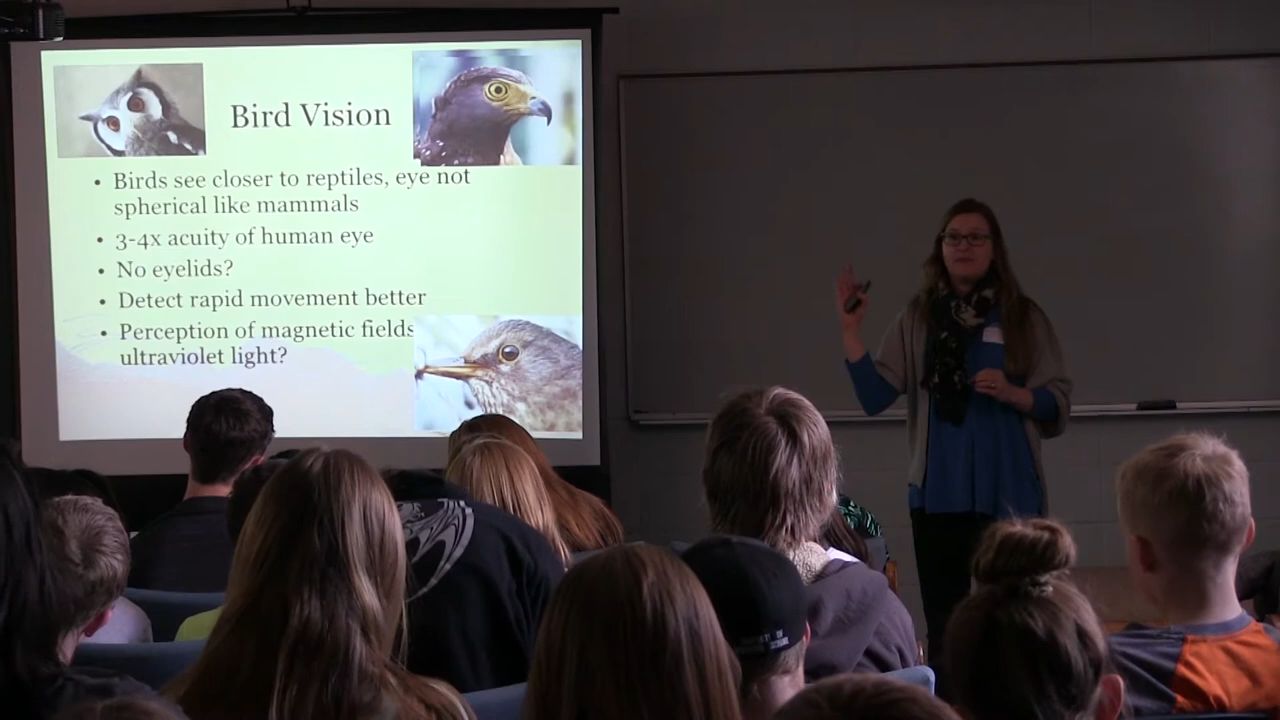 Bird Vision
• Birds see closer to reptiles, eye not
spherical like mammals
• 3-4x acuity of human eye
• No eyelids?
• Detect rapid movement better
• Perception of magnetic fields
ultraviolet light?